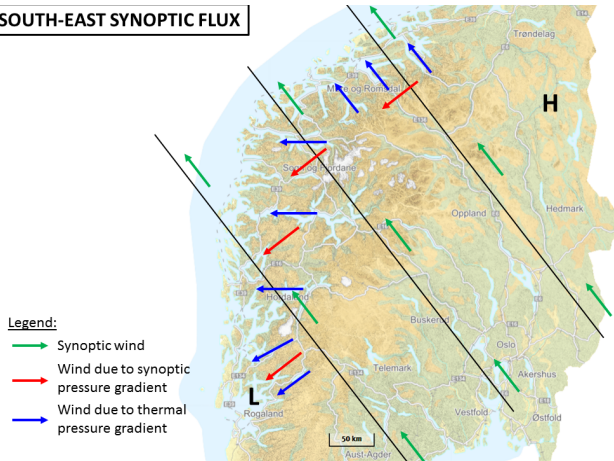 SOUTH-EAST SYNOPTIC FLUX
Trøndelag
Møre og Romsdal
H
Sogn og Fjordane
Oppland
Hedmark
Hordaland
Buskerud
Oslo
Akershus
Telemark
L
Rogaland
Vestfold
Østfold
Aust-Agder
50 km
Legend:
Synoptic wind
Wind due to synoptic
pressure gradient
Wind due to thermal
pressure gradient